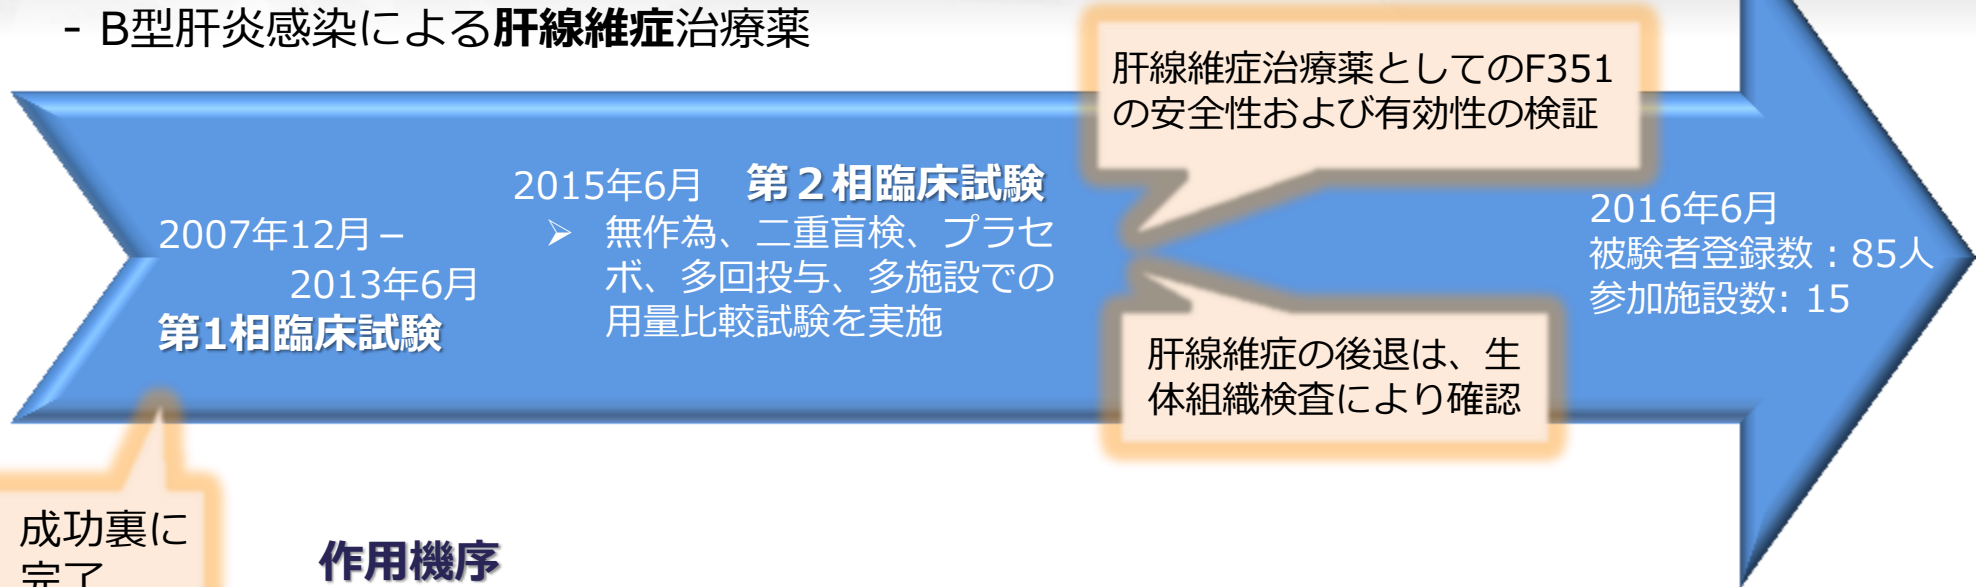 - B型肝炎感染による肝線維症治療薬
肝線維症治療薬としてのF351
の安全性および有効性の検証
2015年6月　第２相臨床試験
➢ 無作為、二重盲検、プラセ
ボ、多回投与、多施設での
用量比較試験を実施
2007年12月－
2013年6月
第1相臨床試験
2016年6月
被験者登録数：85人
参加施設数: 15
肝線維症の後退は、生
体組織検査により確認
成功裏に
完了
作用機序